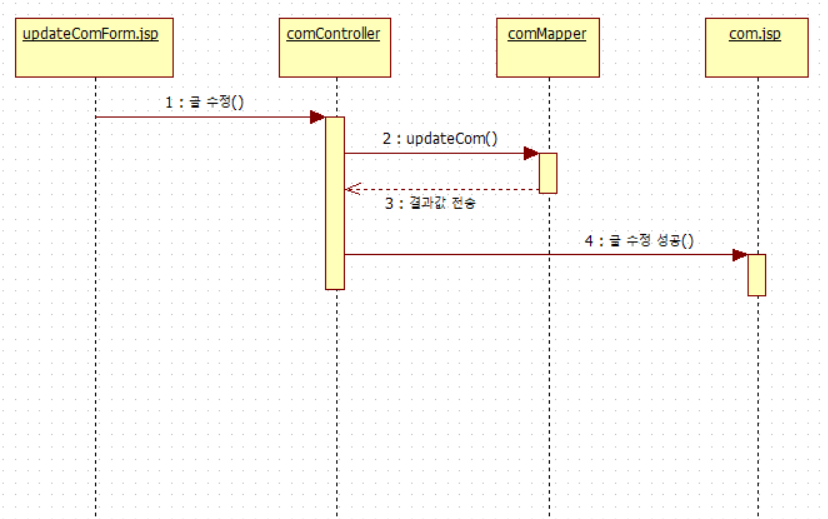 updateComForm.jsp
comController
comMapper
com.jsp
1 : 글 수정()
2 : updateCom()
3 : 결과값 전송
4 : 글 수정 성공()